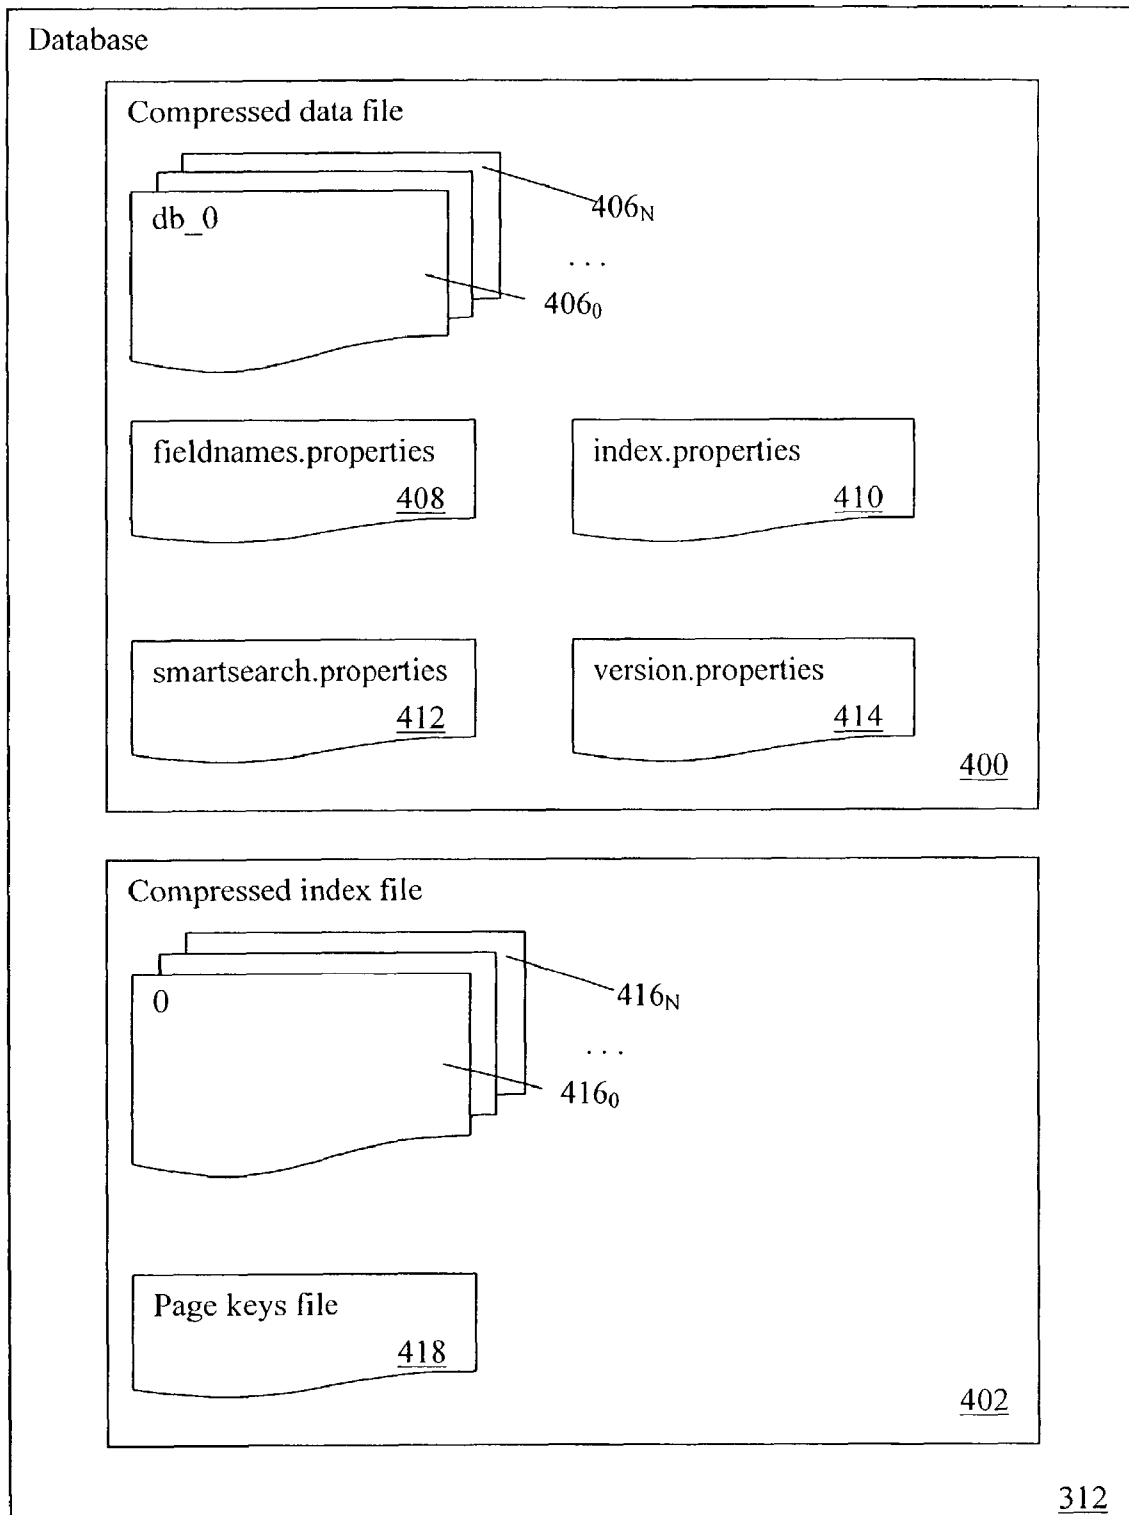 Database
Compressed data file
406N
db_0
. . .
4060
fieldnames.properties
408
index.properties
410
smartsearch.properties
412
version.properties
414
400
Compressed index file
416N
0
. . .
4160
Page keys file
418
402
312